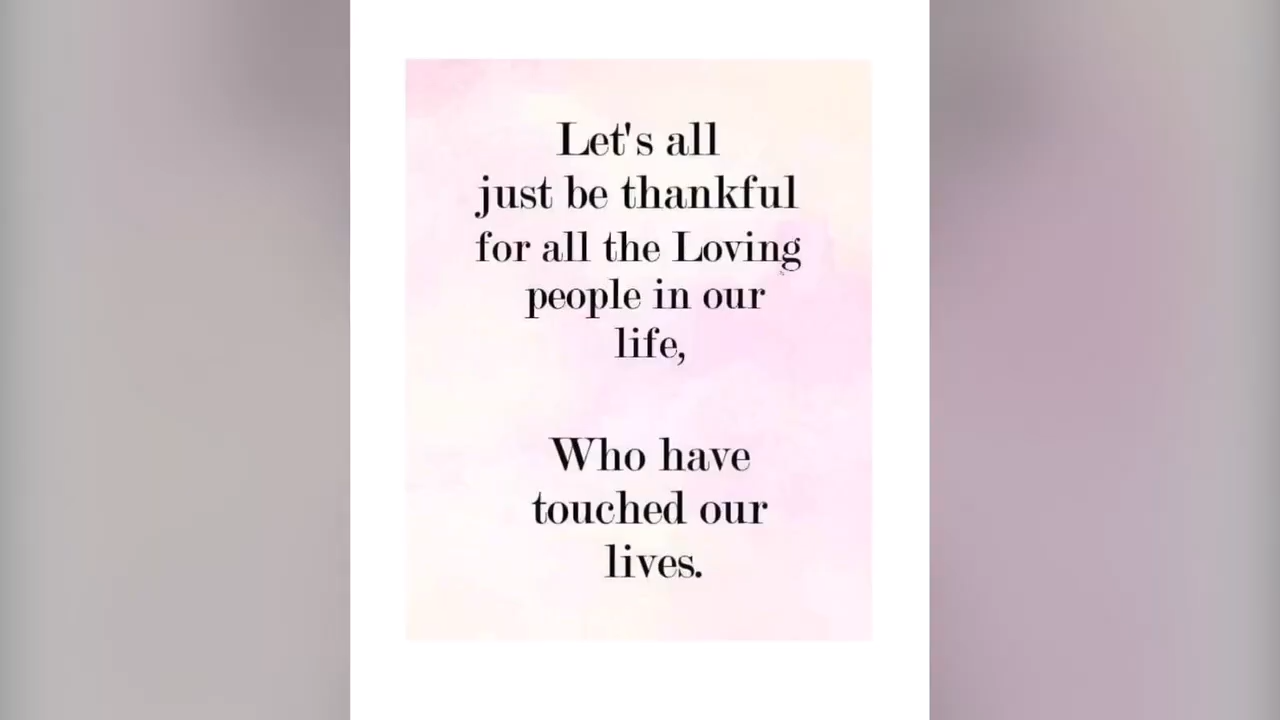 Let's all
just be thankful
for all the Loving
people in our
life,
Who have
touched our
lives.